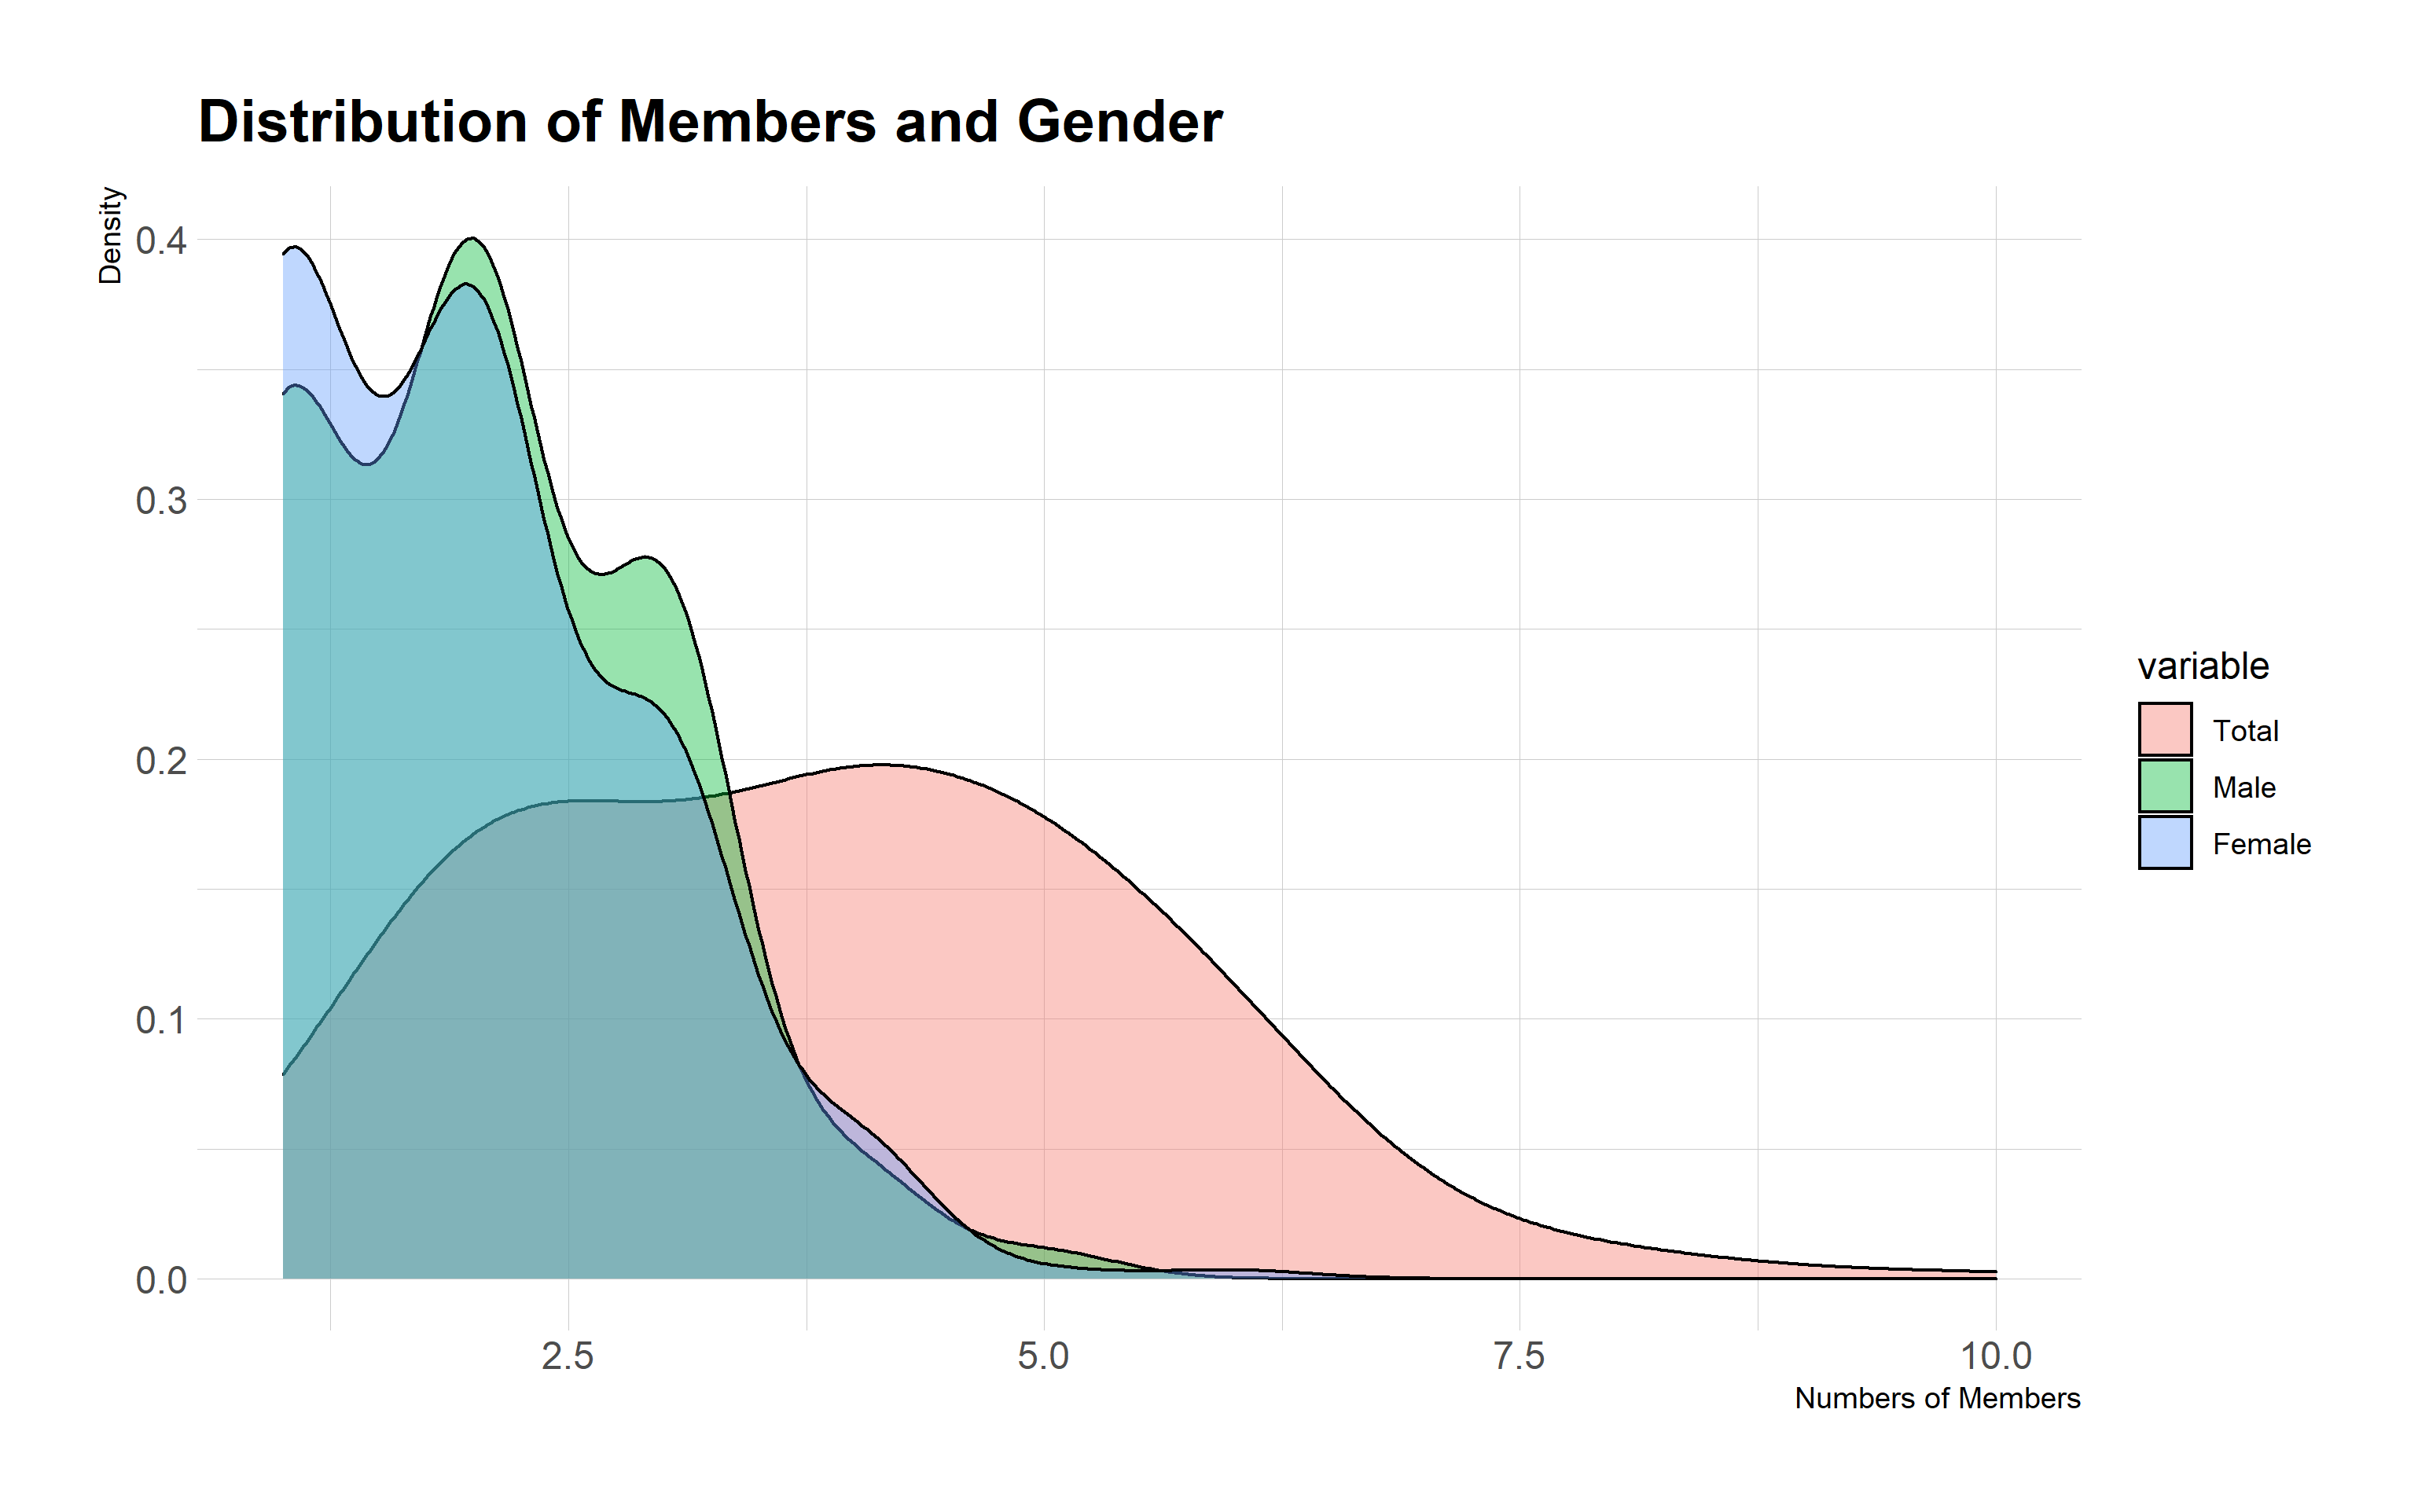 Distribution of Members and Gender
Density
0.4
0.3
0.2
0.1
0.0
2.5 5.0 7.5 10.0
Numbers of Members
variable
Total
Male
Female